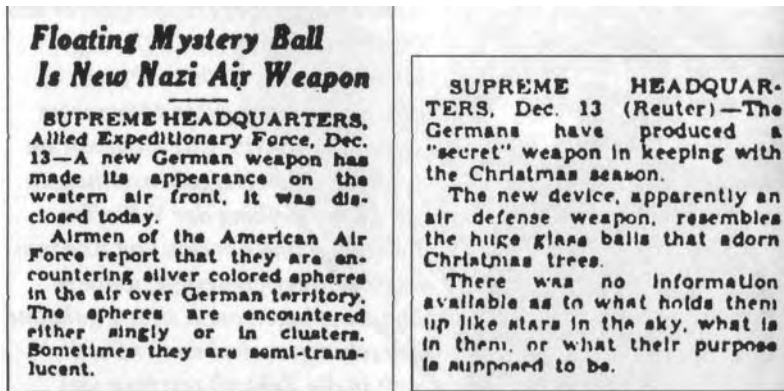 Floating Mystery Ball
Is New Nazi Air Weapon
SUPREME HEADQUARTERS,
Allied Expeditionary Force, Dec.
13—A new German weapon has
made its appearance on the
western air front, it was dis-
closed today.
Airmen of the American Air
Force report that they are en-
countering silver colored spheres
in the air over German territory.
The spheres are encountered
either singly or in clusters.
Sometimes they are semi-trans-
lucent.
SUPREME HEADQUAR-
TERS, Dec. 13 (Reuter)—The
Germans have produced a
"secret" weapon in keeping with
the Christmas season.
The new device, apparently an
air defense weapon, resembles
the huge glass balls that adorn
Christmas trees.
There was no information
available as to what holds them
up like stars in the sky, what is
in them, or what their purpose
is supposed to be.